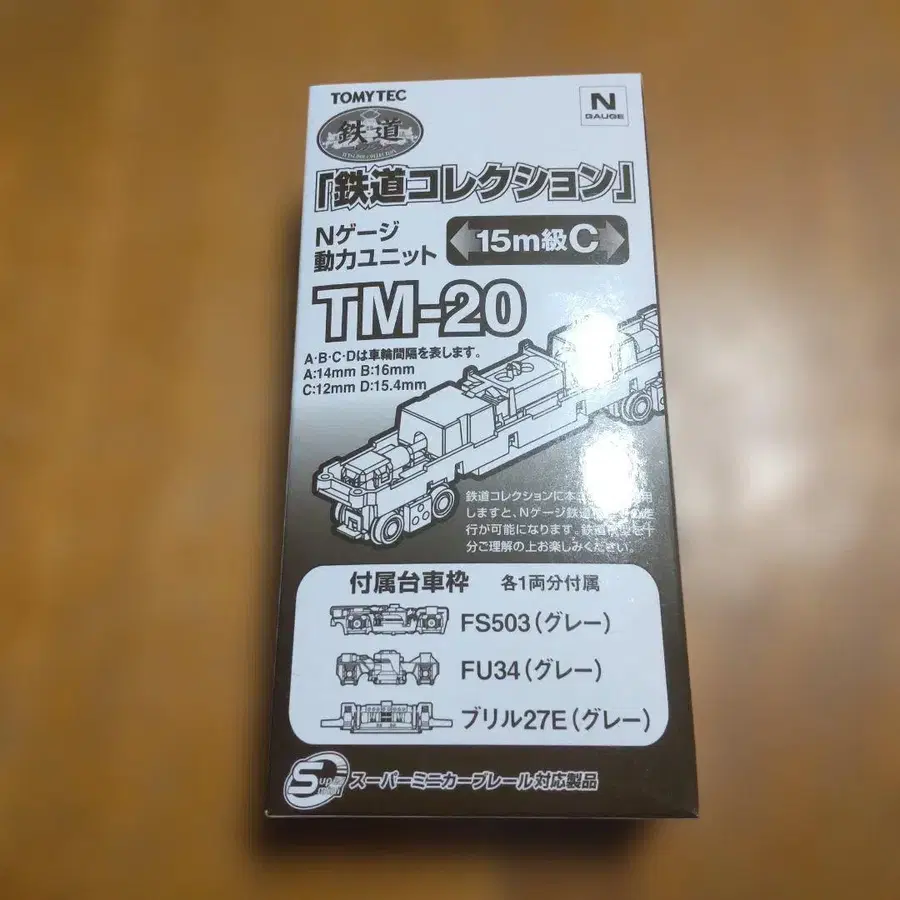 TOMYTEC
N
GAUGE
鉄道
「鉄道コレクション」
Nゲージ
動力ユニット
15m級C
TM-20
A・B・C・Dは車輪間隔を表します。
A:14mm B:16mm
C:12mm D:15.4mm
鉄道コレクションに本
しますと、Nゲージ鉄道
行が可能になります。鉄道模型を十
分ご理解の上お楽しみください。
付属台車枠 各1両分付属
FS503(グレー)
FU34(グレー)
ブリル27E(グレー)
スーパーミニカーブレール対応製品